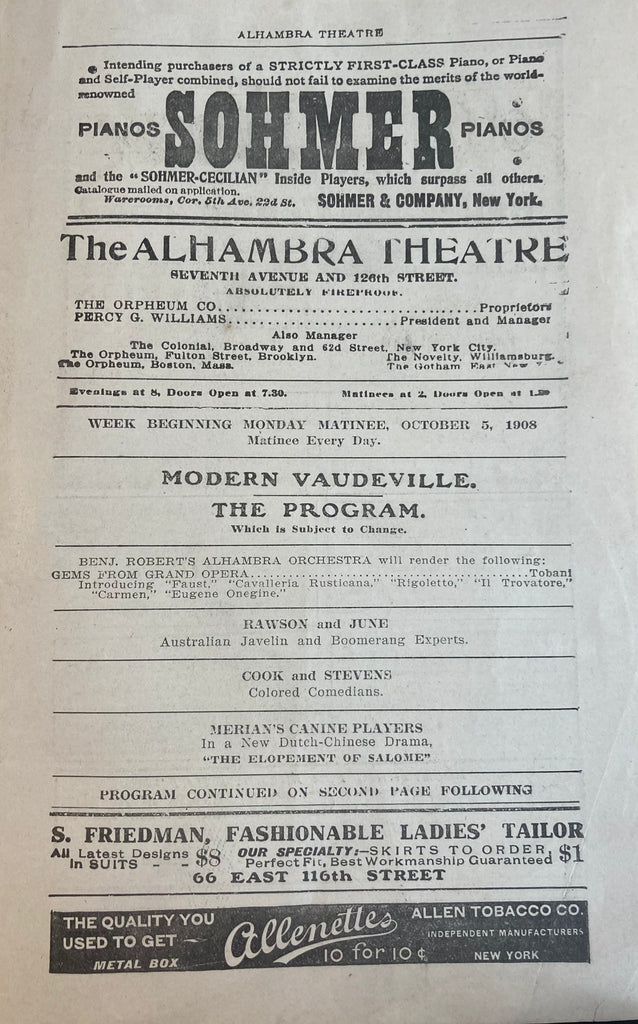 ALHAMBRA THEATRE
Intending purchasers of a STRICTLY FIRST-CLASS Piano, or Piano
and Self-Player combined, should not fail to examine the merits of the world-
renowned
PIANOS SOHMER PIANOS
and the "SOHMER-CECILIAN" Inside Players, which surpass all others.
Catalogue mailed on application.
Warerooms, Cor. 5th Ave. 22d St. SOHMER & COMPANY, New York.
The ALHAMBRA THEATRE
SEVENTH AVENUE AND 126th STREET.
ABSOLUTELY FIREPROOF.
THE ORPHEUM CO.................................Proprietors
PERCY G. WILLIAMS.....................President and Manager
Also Manager
The Colonial, Broadway and 62d Street, New York City.
The Orpheum, Fulton Street, Brooklyn. The Novelty, Williamsburg.
The Orpheum, Boston, Mass. The Gotham East New
Evenings at 8, Doors Open at 7.30. Matinees at 2, Doors Open at
WEEK BEGINNING MONDAY MATINEE, OCTOBER 5, 1908
Matinee Every Day.
MODERN VAUDEVILLE.
THE PROGRAM.
Which is Subject to Change.
BENJ. ROBERT'S ALHAMBRA ORCHESTRA will render the following:
GEMS FROM GRAND OPERA...................................Tobani
Introducing "Faust," "Cavalleria Rusticana," "Rigoletto," "Il Trovatore,"
"Carmen," "Eugene Onegine."
RAWSON and JUNE
Australian Javelin and Boomerang Experts.
COOK and STEVENS
Colored Comedians.
MERIAN'S CANINE PLAYERS
In a New Dutch-Chinese Drama,
"THE ELOPEMENT OF SALOME"
PROGRAM CONTINUED ON SECOND PAGE FOLLOWING
S. FRIEDMAN, FASHIONABLE LADIES' TAILOR
All Latest Designs $8 OUR SPECIALTY:—SKIRTS TO ORDER, $1
in SUITS - - Perfect Fit, Best Workmanship Guaranteed
66 EAST 116th STREET
THE QUALITY YOU Allenettes ALLEN TOBACCO CO.
USED TO GET — INDEPENDENT MANUFACTURERS
METAL BOX 10 for 10¢ NEW YORK